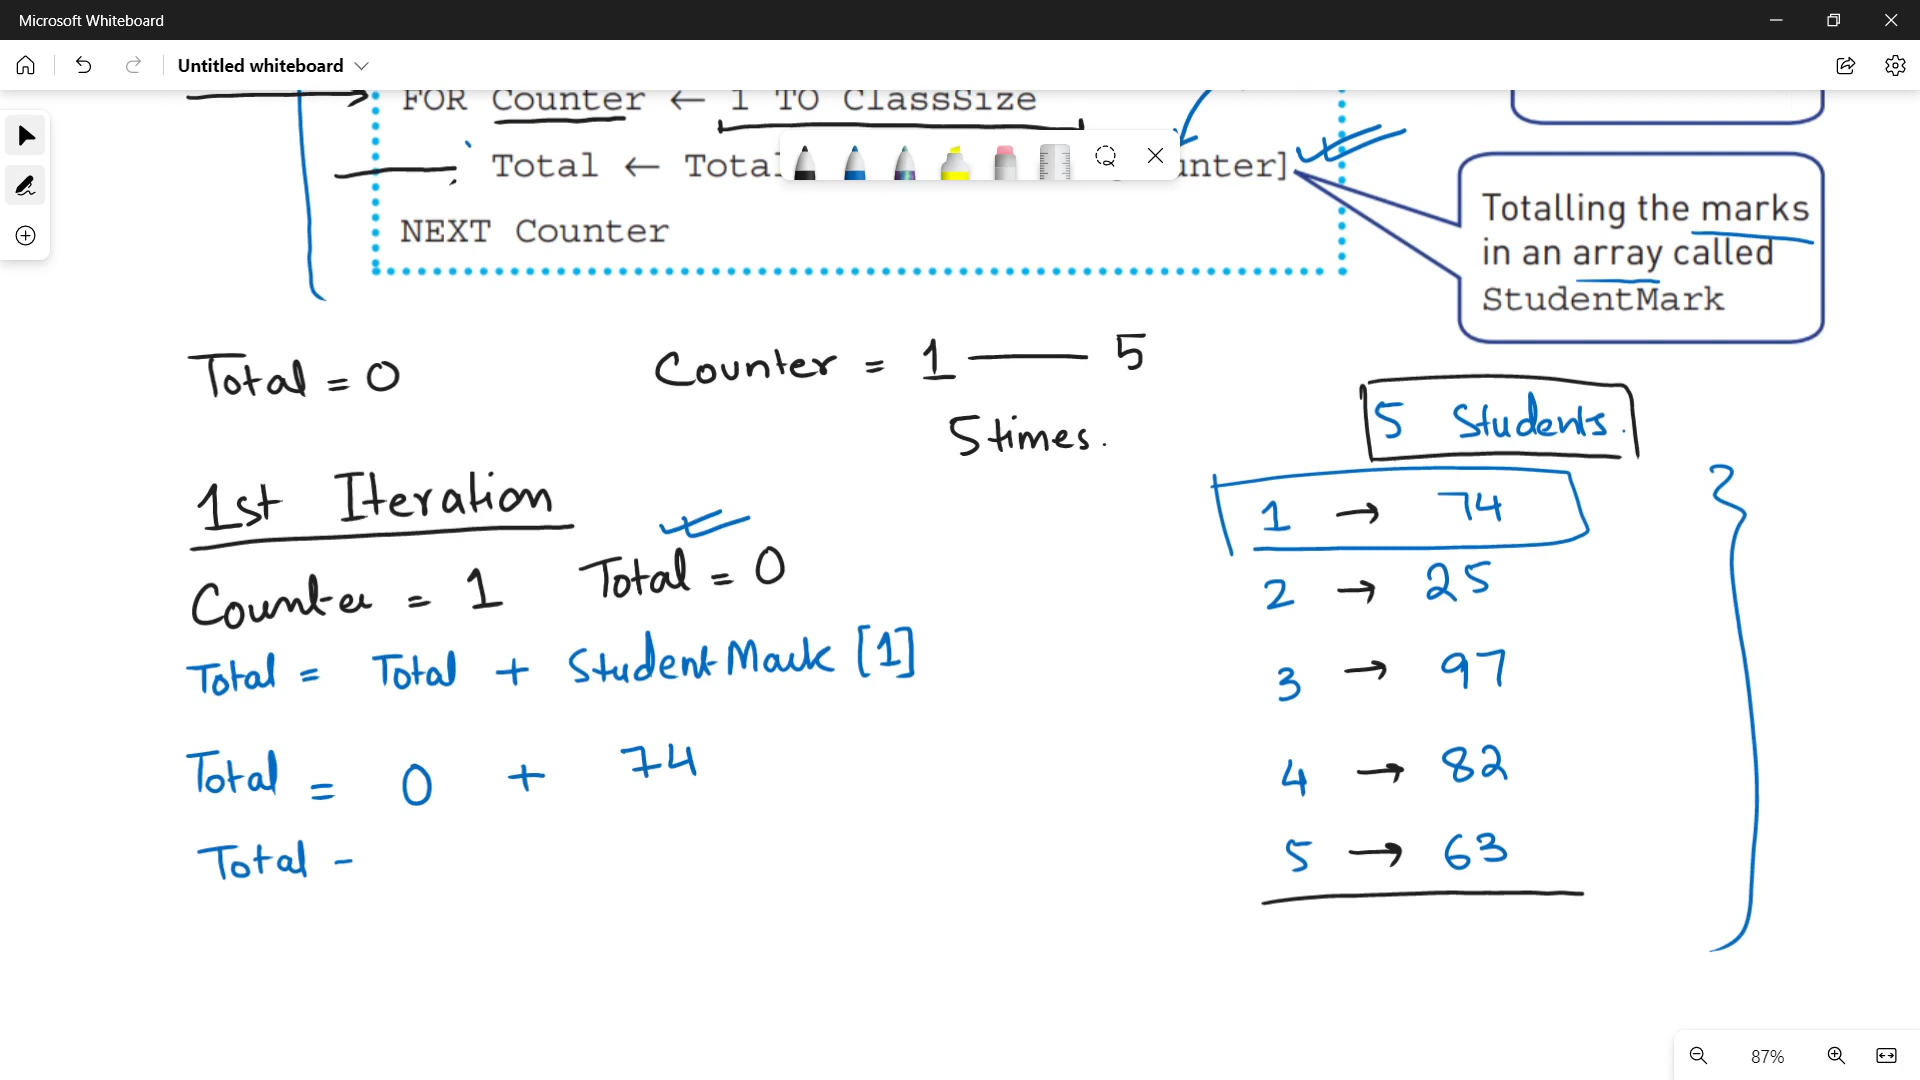 Microsoft Whiteboard
Untitled whiteboard
FOR Counter ← 1 TO ClassSize
Total ← Total unter]
NEXT Counter
Totalling the marks
in an array called
StudentMark
Total = 0
Counter = 1 — 5
5 times.
5 Students.
1st Iteration
1 → 74
Counter = 1 Total = 0
2 → 25
Total = Total + StudentMark [1]
3 → 97
Total = 0 + 74
4 → 82
Total -
5 → 63
87%